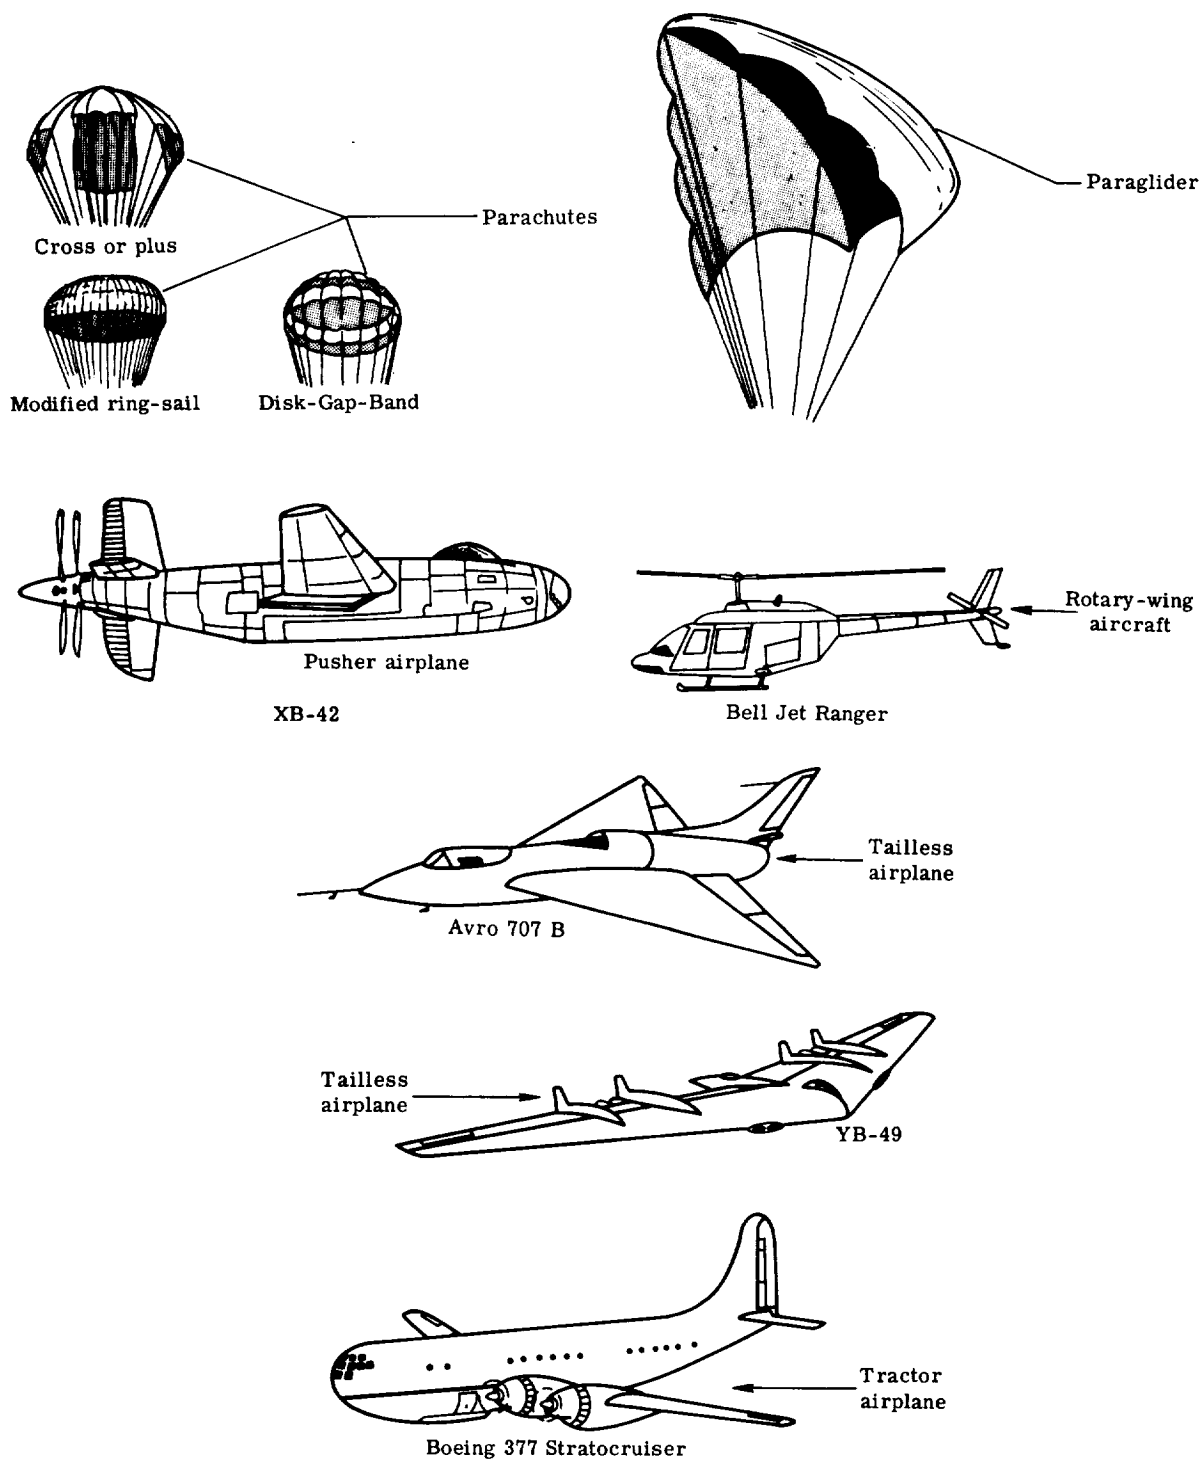 Paraglider
Parachutes
Cross or plus
Modified ring-sail
Disk-Gap-Band
Pusher airplane
XB-42
Rotary-wing
aircraft
Bell Jet Ranger
Tailless
airplane
Avro 707 B
Tailless
airplane
YB-49
Tractor
airplane
Boeing 377 Stratocruiser